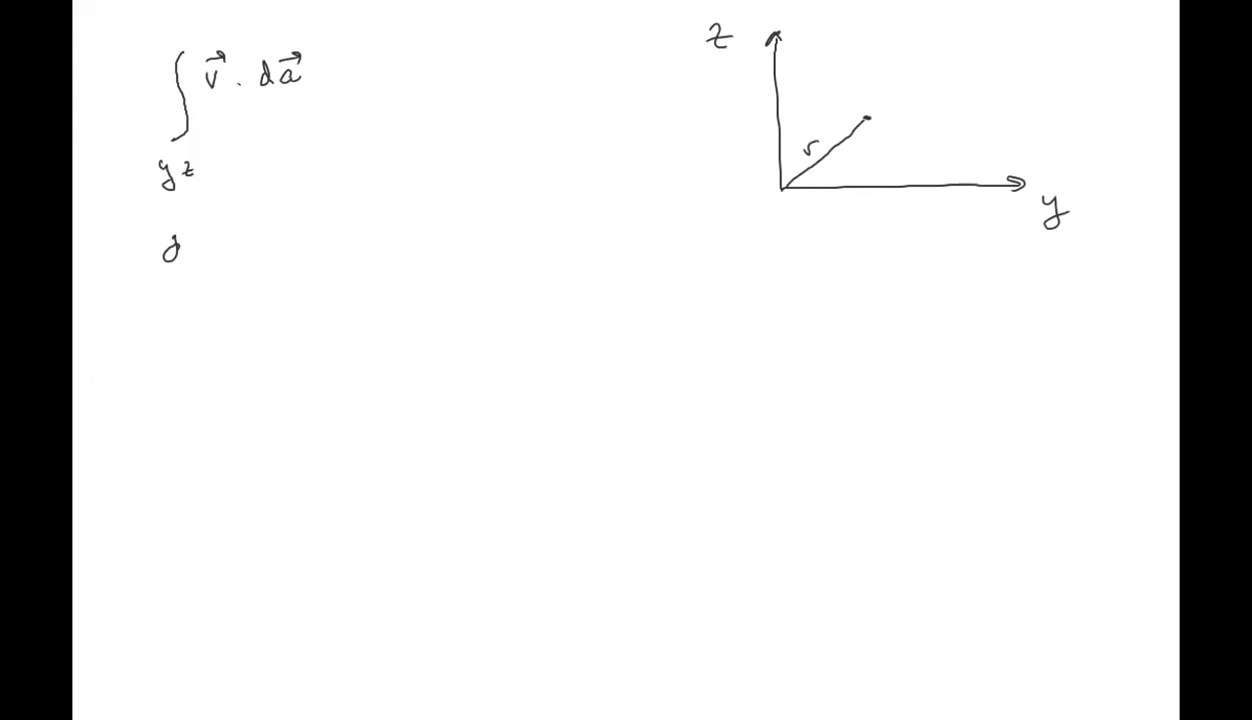 ∫ v⃗ . da⃗
yz
z
r
y